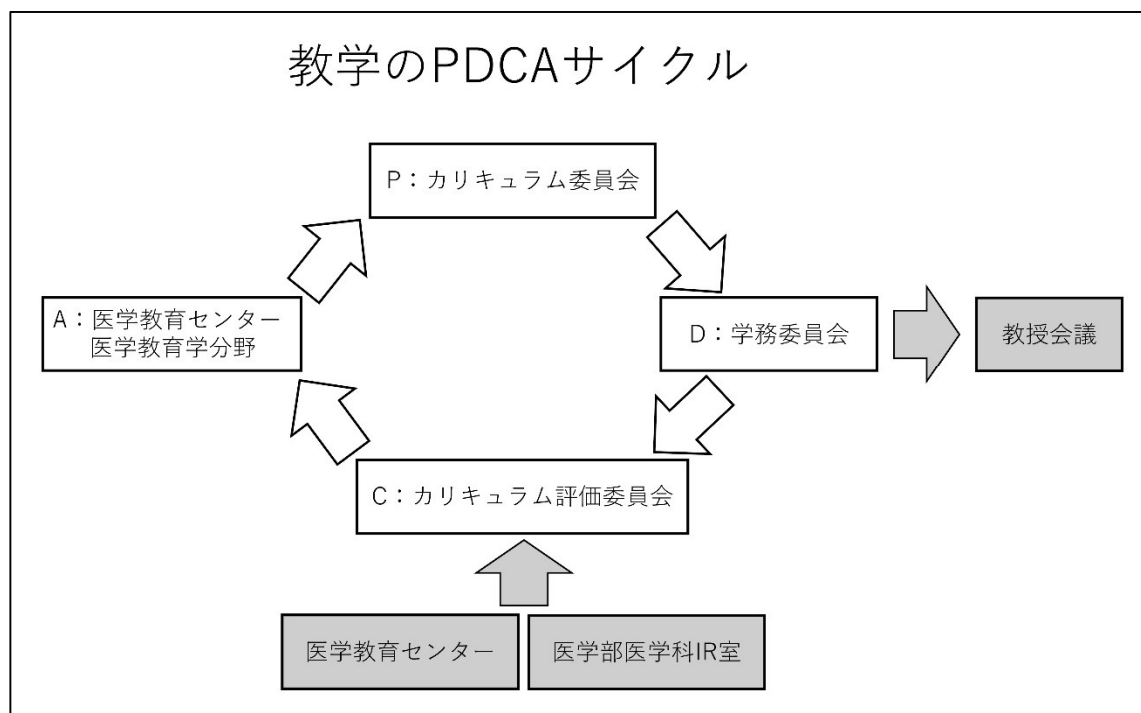 教学のPDCAサイクル
P：カリキュラム委員会
A：医学教育センター
医学教育学分野
D：学務委員会
教授会議
C：カリキュラム評価委員会
医学教育センター
医学部医学科IR室